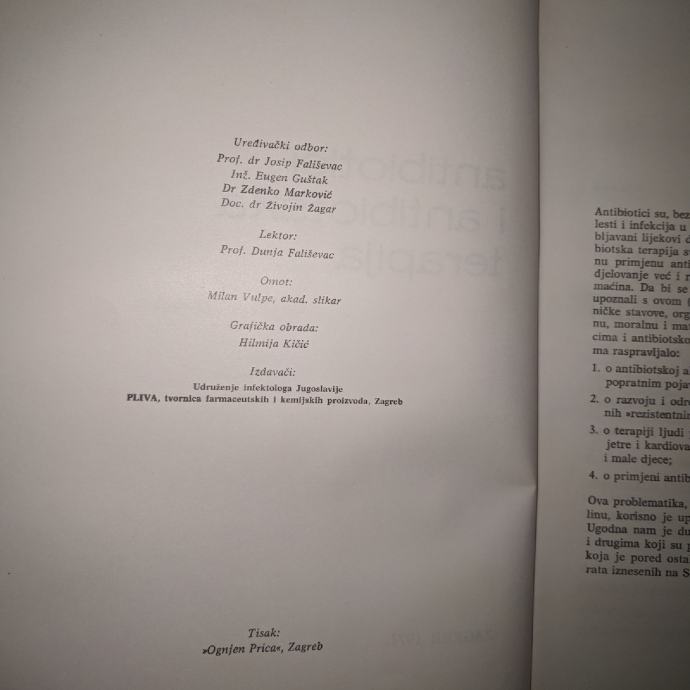 Uređivački odbor:
Prof. dr Josip Fališevac
Inž. Eugen Guštak
Dr Zdenko Marković
Doc. dr Živojin Žagar
Lektor:
Prof. Dunja Fališevac
Omot:
Milan Vulpe, akad. slikar
Grafička obrada:
Hilmija Kičić
Izdavači:
Udruženje infektologa Jugoslavije
PLIVA, tvornica farmaceutskih i kemijskih proizvoda, Zagreb
Tisak:
»Ognjen Prica«, Zagreb
Antibiotici su, bez
lesti i infekcija u
bljavani lijekovi
biotska terapija
nu primjenu anti
djelovanje već i
maćina. Da bi se
upoznali s ovom
ničke stavove, org
nu, moralnu i mat
cima i antibiotsko
ma raspravljalo:
1. o antibiotskoj a
popratnim pojav
2. o razvoju i odr
nih »rezistentnir
3. o terapiji ljudi
jetre i kardiova
i male djece;
4. o primjeni antib
Ova problematika,
linu, korisno je up
Ugodna nam je du
i drugima koji su
koja je pored osta
rata iznesenih na S